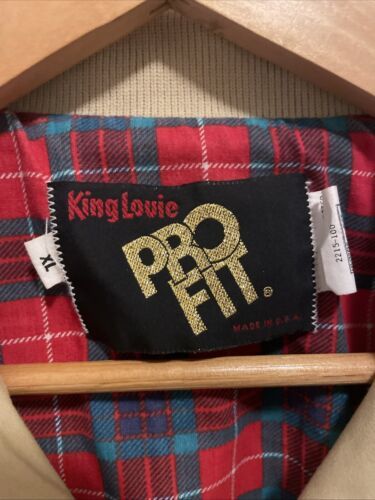 King Louie
PRO
FIT®
MADE IN U.S.A.
XL
2215-100